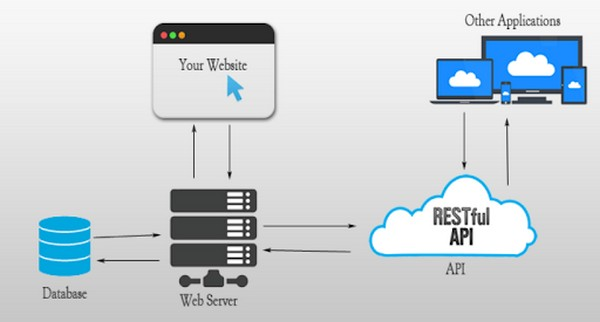 Other Applications
Your Website
RESTful
API
API
Database
Web Server